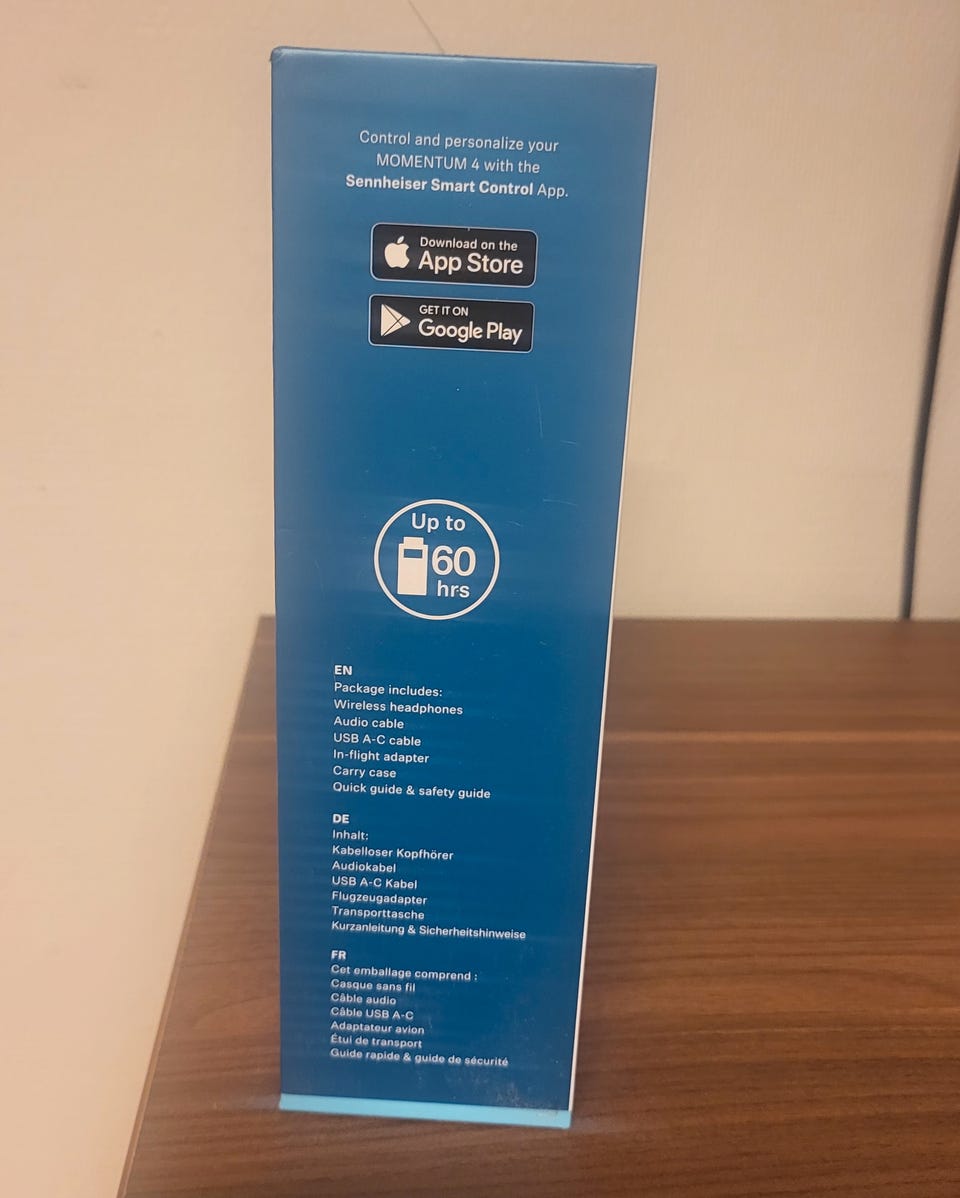 Control and personalize your
MOMENTUM 4 with the
Sennheiser Smart Control App.
Download on the
App Store
GET IT ON
Google Play
Up to
60
hrs
EN
Package includes:
Wireless headphones
Audio cable
USB A-C cable
In-flight adapter
Carry case
Quick guide & safety guide
DE
Inhalt:
Kabelloser Kopfhörer
Audiokabel
USB A-C Kabel
Flugzeugadapter
Transporttasche
Kurzanleitung & Sicherheitshinweise
FR
Cet emballage comprend :
Casque sans fil
Câble audio
Câble USB A-C
Adaptateur avion
Étui de transport
Guide rapide & guide de sécurité